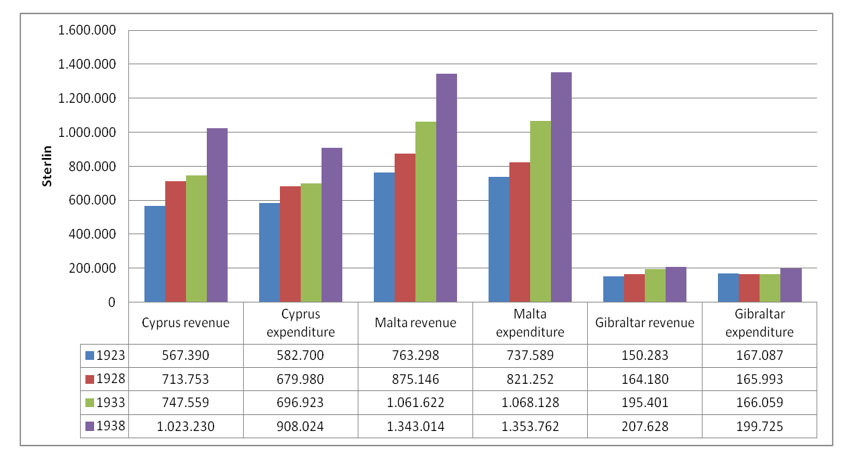 1.600.000
1.400.000
1.200.000
1.000.000
800.000
600.000
400.000
200.000
0
Sterlin
Cyprus revenue Cyprus expenditure Malta revenue Malta expenditure Gibraltar revenue Gibraltar expenditure
1923 567.390 582.700 763.298 737.589 150.283 167.087
1928 713.753 679.980 875.146 821.252 164.180 165.993
1933 747.559 696.923 1.061.622 1.068.128 195.401 166.059
1938 1.023.230 908.024 1.343.014 1.353.762 207.628 199.725